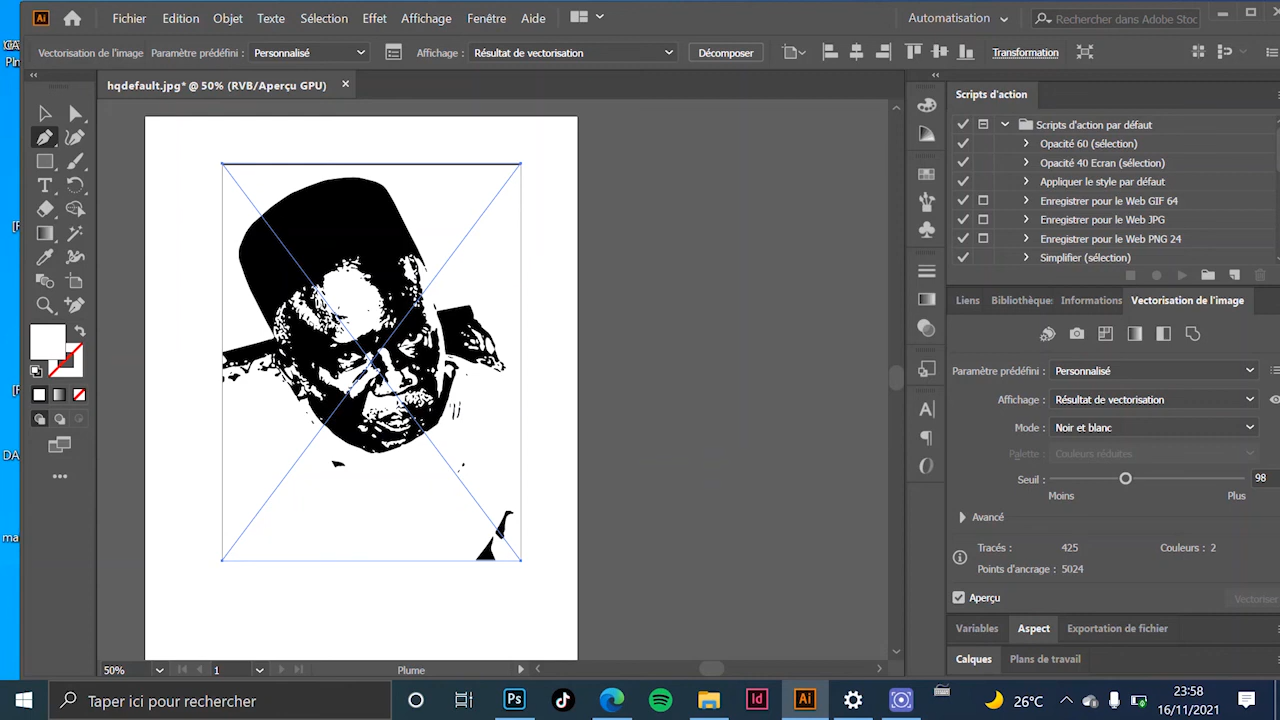 Ai Fichier Edition Objet Texte Sélection Effet Affichage Fenêtre Aide Automatisation Rechercher dans Adobe Stoc
Vectorisation de l'image Paramètre prédéfini : Personnalisé Affichage : Résultat de vectorisation Décomposer Transformation
hqdefault.jpg* @ 50% (RVB/Aperçu GPU)
Scripts d'action
Scripts d'action par défaut
Opacité 60 (sélection)
Opacité 40 Ecran (sélection)
Appliquer le style par défaut
Enregistrer pour le Web GIF 64
Enregistrer pour le Web JPG
Enregistrer pour le Web PNG 24
Simplifier (sélection)
Liens Bibliothèque: Informations Vectorisation de l'image
Paramètre prédéfini : Personnalisé
Affichage : Résultat de vectorisation
Mode : Noir et blanc
Palette : Couleurs réduites
Seuil : 98
Moins Plus
Avancé
Tracés : 425 Couleurs : 2
Points d'ancrage : 5024
Aperçu Vectoriser
Variables Aspect Exportation de fichier
Calques Plans de travail
50% 1 Plume
Taper ici pour rechercher
Ps Id Ai
26°C
23:58
16/11/2021